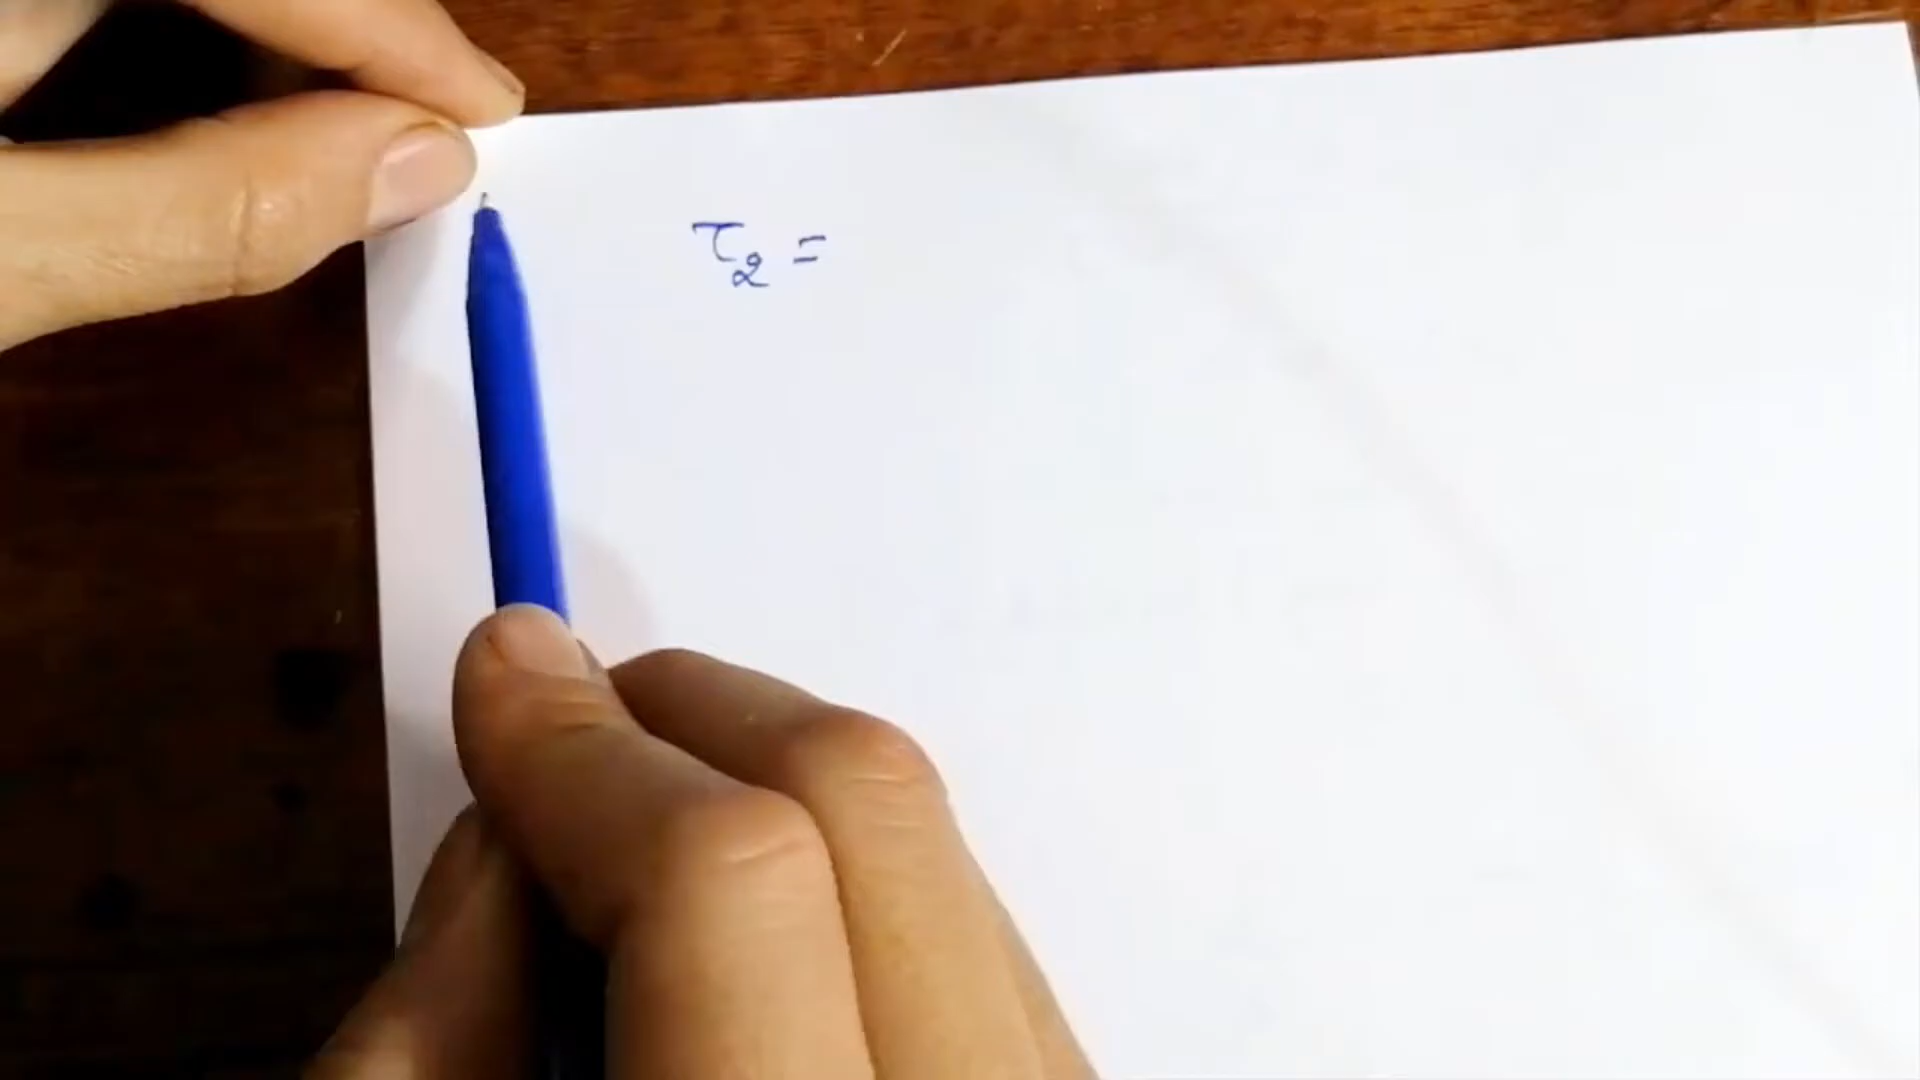 τ₂ =